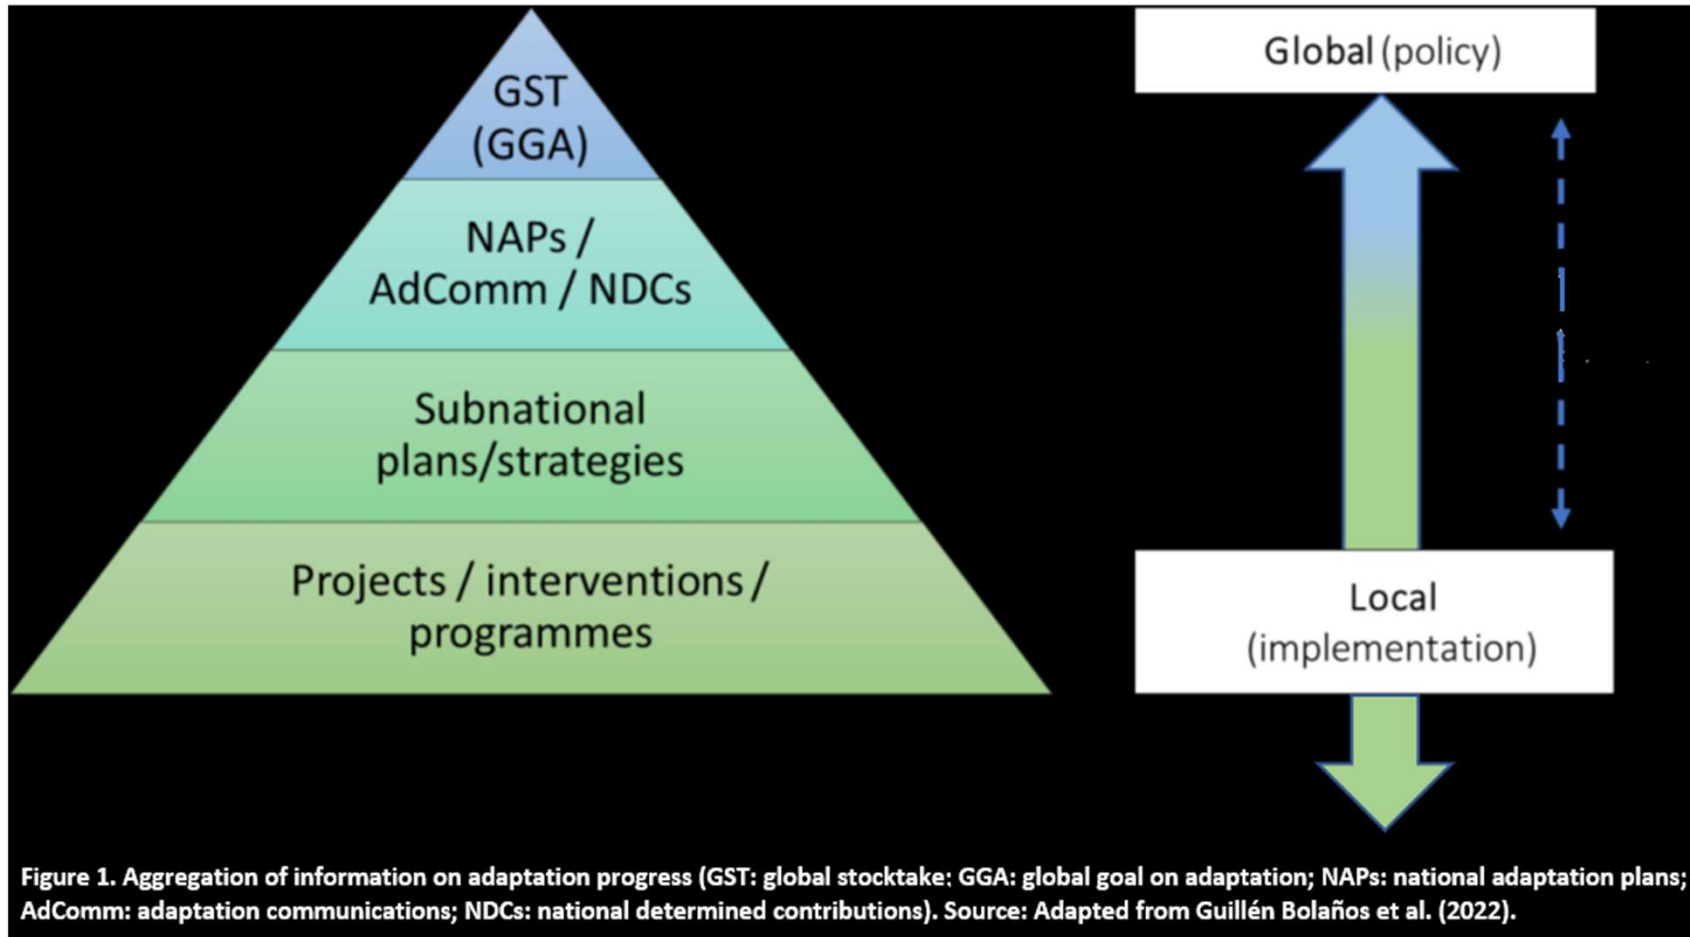 GST
(GGA)
NAPs /
AdComm / NDCs
Subnational
plans/strategies
Projects / interventions /
programmes
Global (policy)
Local
(implementation)
Figure 1. Aggregation of information on adaptation progress (GST: global stocktake; GGA: global goal on adaptation; NAPs: national adaptation plans;
AdComm: adaptation communications; NDCs: national determined contributions). Source: Adapted from Guillén Bolaños et al. (2022).